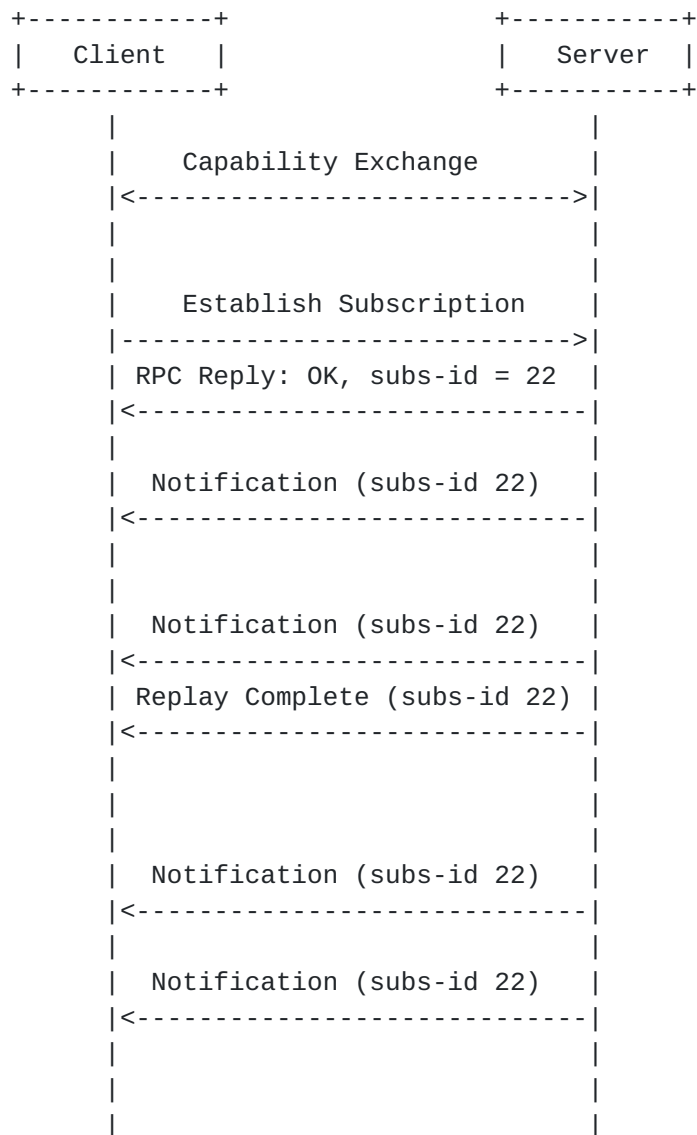 +------------+                 +-----------+
|   Client   |                 |   Server  |
+------------+                 +-----------+
      |                              |
      |    Capability Exchange       |
      |<---------------------------->|
      |                              |
      |                              |
      |    Establish Subscription    |
      |----------------------------->|
      | RPC Reply: OK, subs-id = 22  |
      |<-----------------------------|
      |                              |
      |  Notification (subs-id 22)   |
      |<-----------------------------|
      |                              |
      |                              |
      |  Notification (subs-id 22)   |
      |<-----------------------------|
      | Replay Complete (subs-id 22) |
      |<-----------------------------|
      |                              |
      |                              |
      |                              |
      |  Notification (subs-id 22)   |
      |<-----------------------------|
      |                              |
      |  Notification (subs-id 22)   |
      |<-----------------------------|
      |                              |
      |                              |
      |                              |